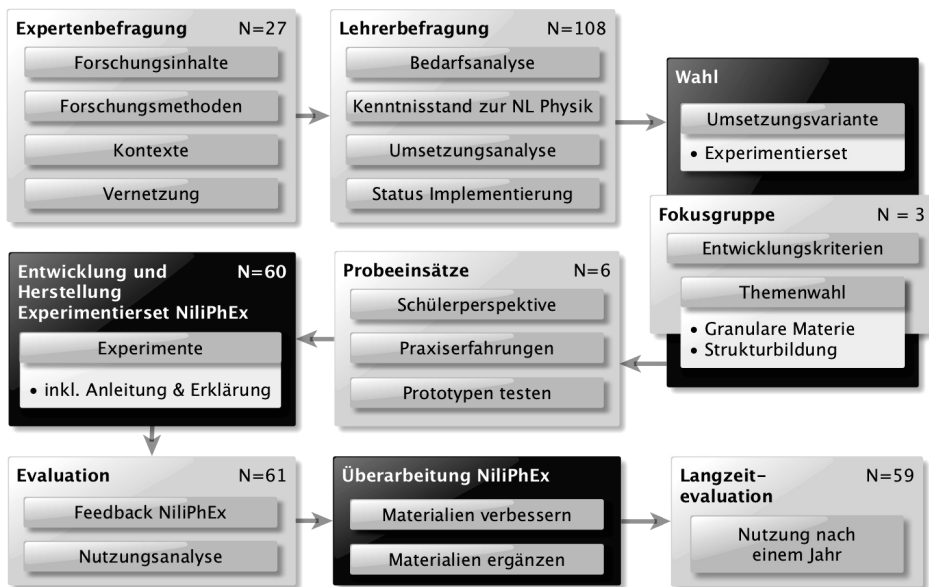 Expertenbefragung N=27
Forschungsinhalte
Forschungsmethoden
Kontexte
Vernetzung
Lehrerbefragung N=108
Bedarfsanalyse
Kenntnisstand zur NL Physik
Umsetzungsanalyse
Status Implementierung
Wahl
Umsetzungsvariante
• Experimentierset
Fokusgruppe N = 3
Entwicklungskriterien
Themenwahl
• Granulare Materie
• Strukturbildung
Probeeinsätze N=6
Schülerperspektive
Praxiserfahrungen
Prototypen testen
Entwicklung und N=60
Herstellung
Experimentierset NiliPhEx
Experimente
• inkl. Anleitung & Erklärung
Evaluation N=61
Feedback NiliPhEx
Nutzungsanalyse
Überarbeitung NiliPhEx
Materialien verbessern
Materialien ergänzen
Langzeit- N=59
evaluation
Nutzung nach
einem Jahr